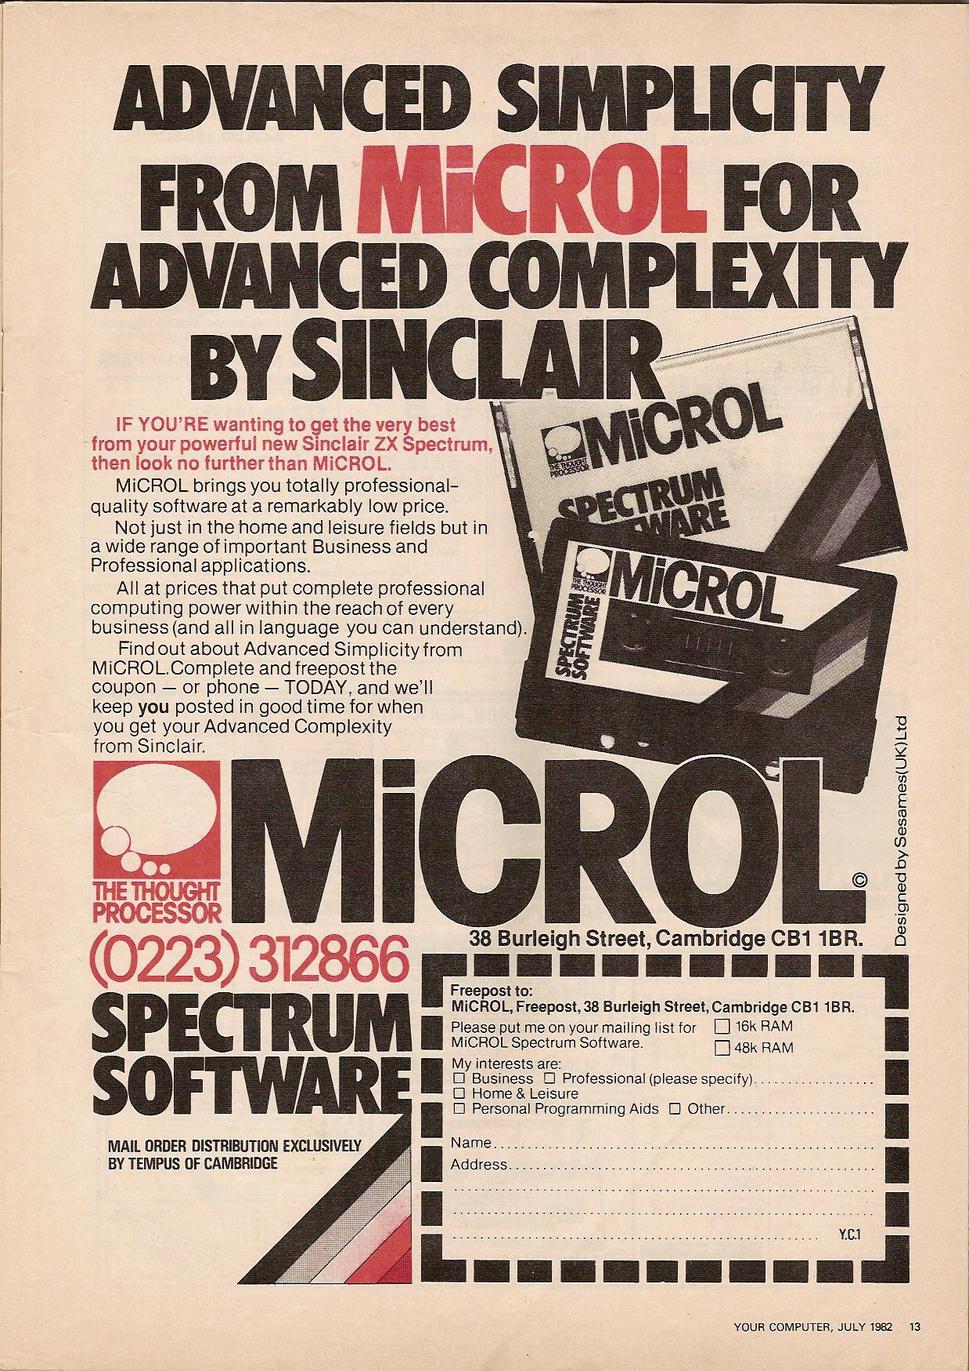 ADVANCED SIMPLICITY
FROM MiCROL FOR
ADVANCED COMPLEXITY
BY SINCLAIR
IF YOU'RE wanting to get the very best
from your powerful new Sinclair ZX Spectrum,
then look no further than MiCROL.
MiCROL brings you totally professional-
quality software at a remarkably low price.
Not just in the home and leisure fields but in
a wide range of important Business and
Professional applications.
All at prices that put complete professional
computing power within the reach of every
business (and all in language you can understand).
Find out about Advanced Simplicity from
MiCROL. Complete and freepost the
coupon — or phone — TODAY, and we'll
keep you posted in good time for when
you get your Advanced Complexity
from Sinclair.
THE THOUGHT
PROCESSOR
MiCROL
SPECTRUM
SOFTWARE
THE THOUGHT
PROCESSOR
MiCROL
SPECTRUM
SOFTWARE
Designed by Sesames(UK)Ltd
THE THOUGHT
PROCESSOR
MiCROL ©
38 Burleigh Street, Cambridge CB1 1BR.
(0223) 312866
SPECTRUM
SOFTWARE
MAIL ORDER DISTRIBUTION EXCLUSIVELY
BY TEMPUS OF CAMBRIDGE
Freepost to:
MiCROL, Freepost, 38 Burleigh Street, Cambridge CB1 1BR.
Please put me on your mailing list for ☐ 16k RAM
MiCROL Spectrum Software. ☐ 48k RAM
My interests are:
☐ Business ☐ Professional (please specify)..................
☐ Home & Leisure
☐ Personal Programming Aids ☐ Other......................
Name......................................................
Address...................................................
Y.C.1
YOUR COMPUTER, JULY 1982 13